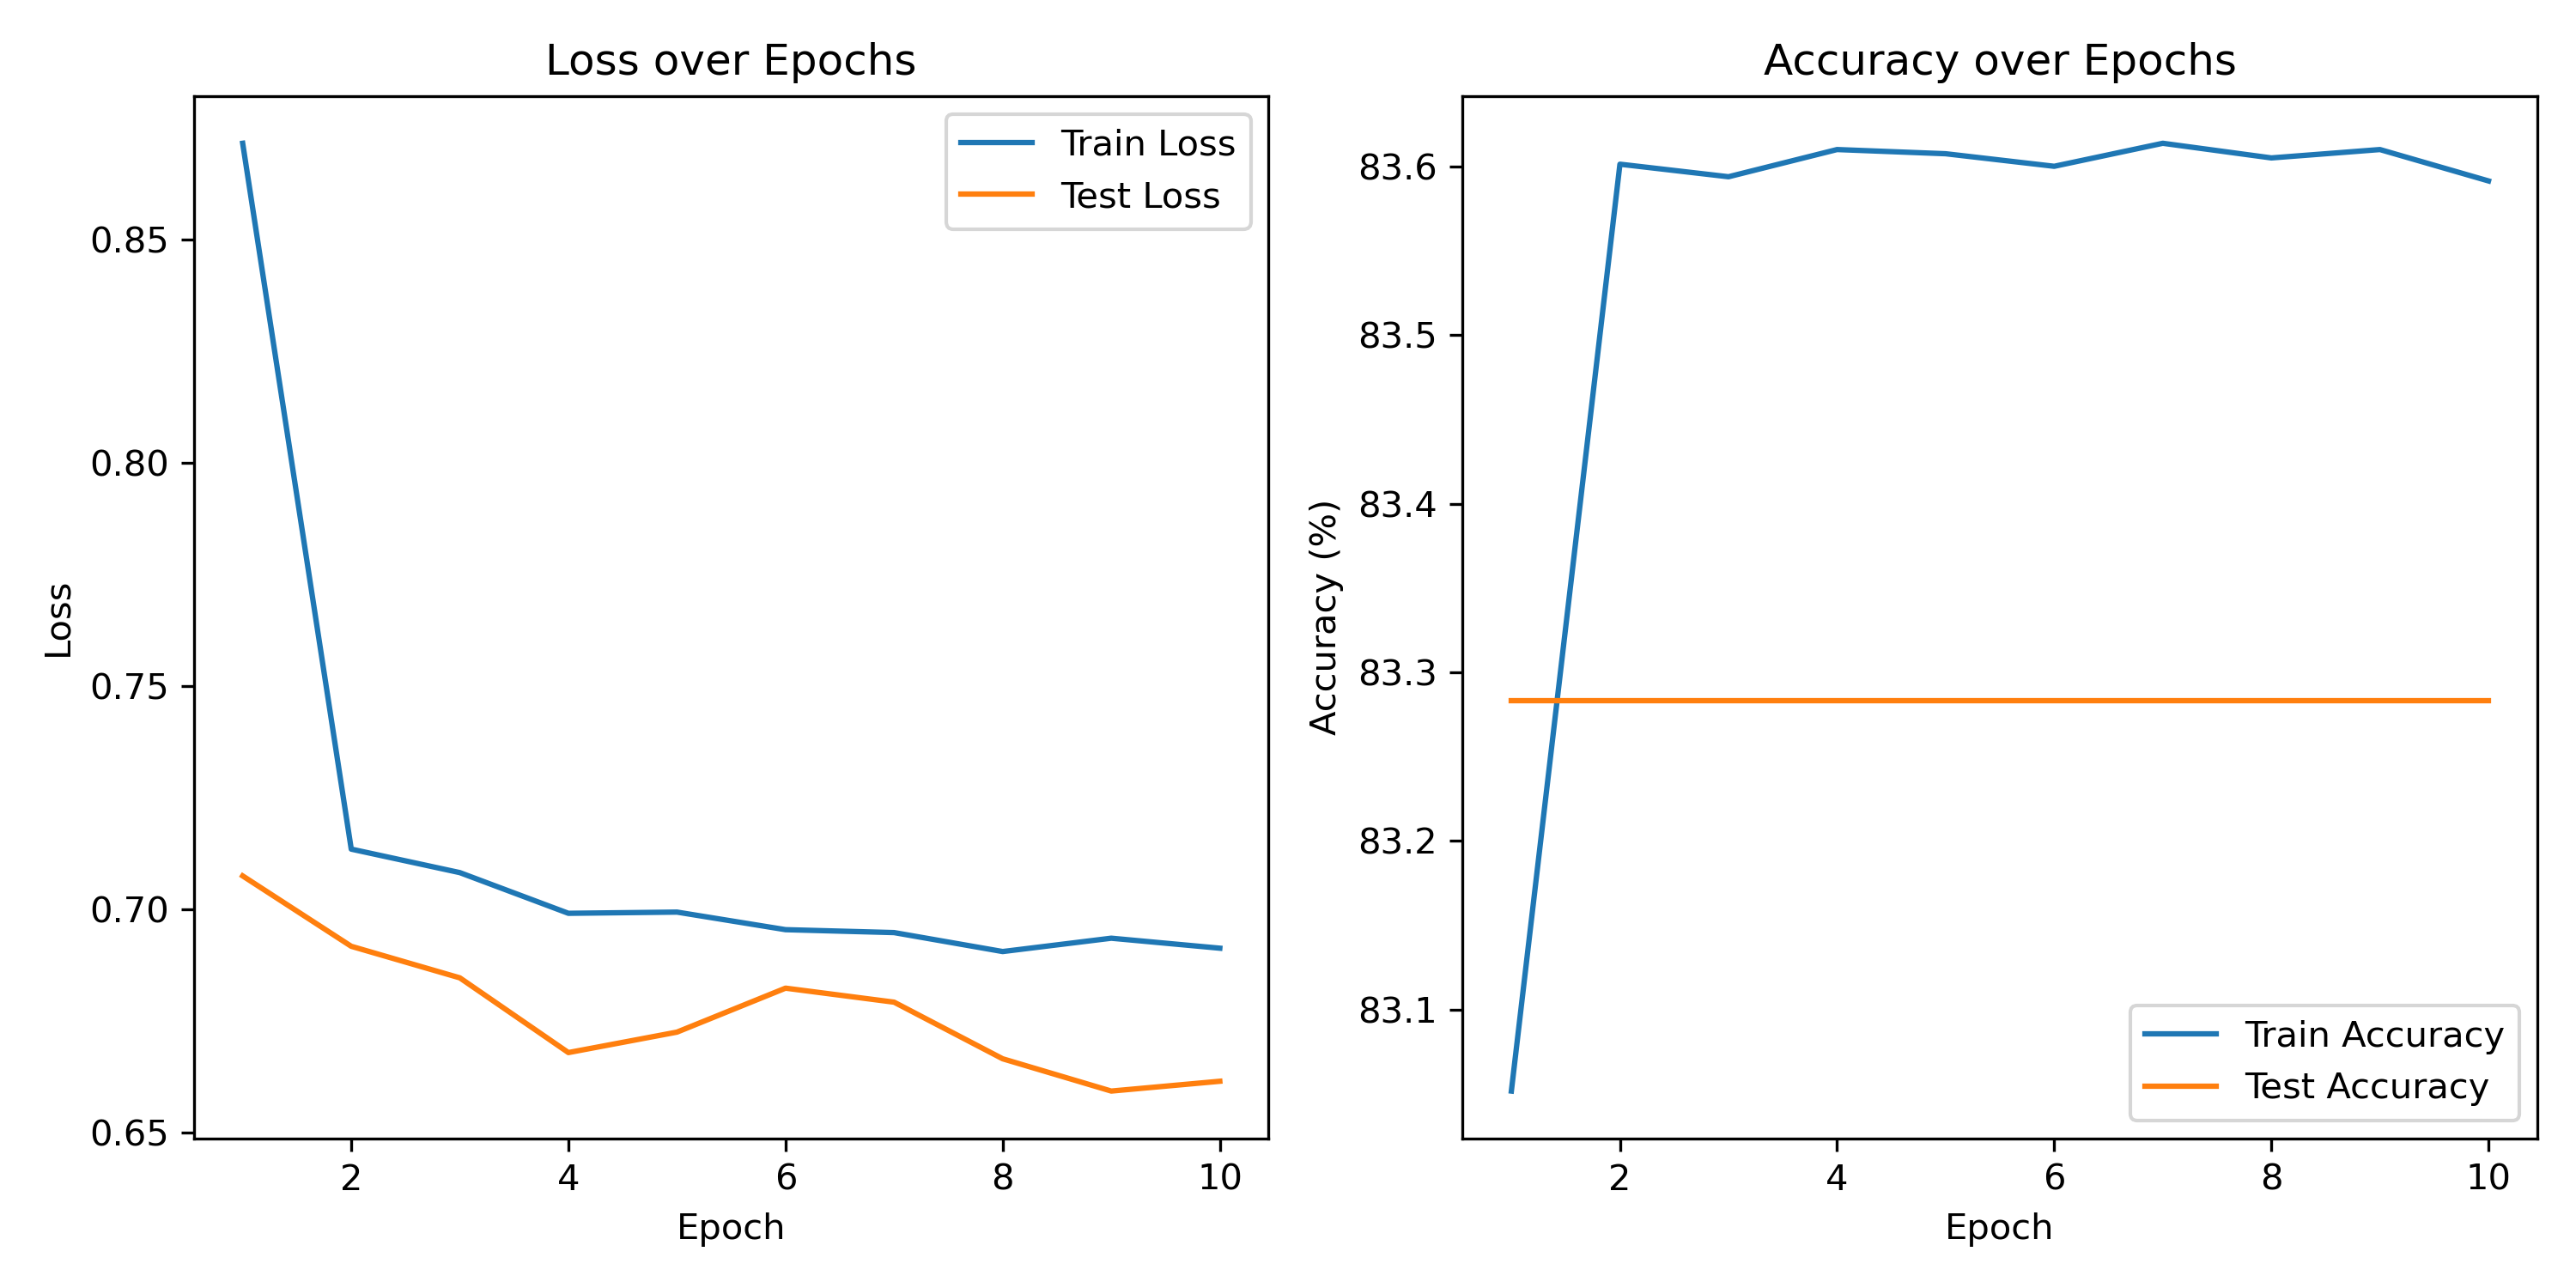 Loss over Epochs
Train Loss
Test Loss
0.85
0.80
0.75
0.70
0.65
Loss
2 4 6 8 10
Epoch
Accuracy over Epochs
83.6
83.5
83.4
83.3
83.2
83.1
Accuracy (%)
Train Accuracy
Test Accuracy
2 4 6 8 10
Epoch